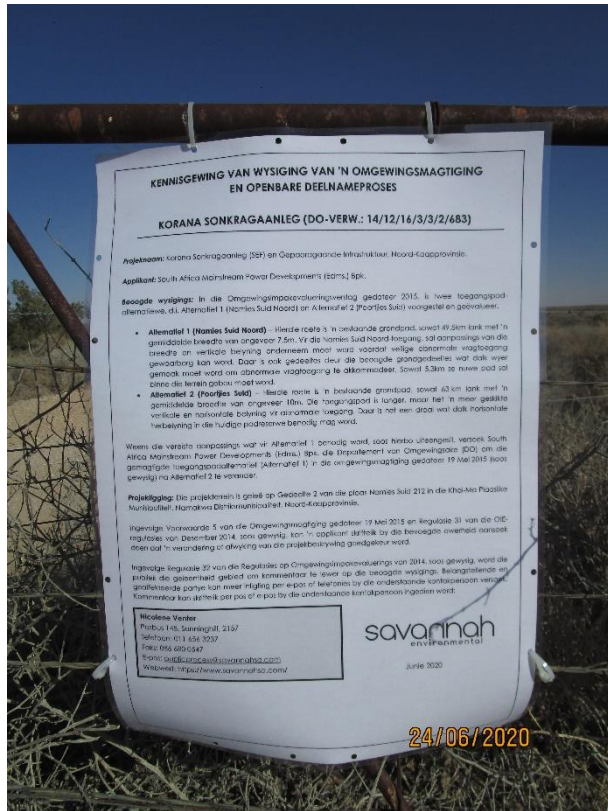 KENNISGEWING VAN WYSIGING VAN 'N OMGEWINGSMAGTIGING
EN OPENBARE DEELNAMEPROSES
KORANA SONKRAGAANLEG (DO-VERW.: 14/12/16/3/3/2/683)
Projeknaam: Korana Sonkragaanleg (SEF) en Gepaardgaande Infrastruktuur, Noord-Kaapprovinsie.
Applikant: South Africa Mainstream Power Developments (Edms.) Bpk.
Beoogde wysigings: In die Omgewingsimpakevalueringsverslag gedateer 2015, is twee toegangspad-
alternatiewe, d.i. Alternatief 1 (Namies Suid Noord) en Alternatief 2 (Poortjies Suid) voorgestel en geëvalueer.
• Alternatief 1 (Namies Suid Noord) – Hierdie roete is 'n bestaande grondpad, sowat 49.5km lank met 'n
gemiddelde breedte van ongeveer 7.5m. Vir die Namies Suid Noord-toegang, sal aanpassings van die
breedte en vertikale belyning onderneem moet word voordat veilige abnormale vragtoegang
gewaarborg kan word. Daar is ook gedeeltes deur die beoogde grondgedeeltes wat dalk wyer
gemaak moet word om abnormale vragtoegang te akkommodeer. Sowat 5.3km se nuwe pad sal
binne die terrein gebou moet word.
• Alternatief 2 (Poortjies Suid) – Hierdie roete is 'n bestaande grondpad, sowat 63 km lank met 'n
gemiddelde breedte van ongeveer 10m. Die toegangspad is langer, maar het 'n meer geskikte
vertikale en horisontale belyning vir abnormale toegang. Daar is net een draai wat dalk horisontale
herbelyning in die huidige padreserwe benodig mag word.
Weens die vereiste aanpassings wat vir Alternatief 1 benodig word, soos hierbo uiteengesit, versoek South
Africa Mainstream Power Developments (Edms.) Bpk. die Departement van Omgewingsake (DO) om die
gemagtigde toegangspadalternatief (Alternatief 1) in die omgewingsmagtiging gedateer 19 Mei 2015 (soos
gewysig) na Alternatief 2 te verander.
Projekligging: Die projekterrein is geleë op Gedeelte 2 van die plaas Namies Suid 212 in die Khai-Ma Plaaslike
Munisipaliteit, Namakwa Distriksmunisipaliteit, Noord-Kaapprovinsie.
Ingevolge Voorwaarde 5 van die Omgewingsmagtiging gedateer 19 Mei 2015 en Regulasie 31 van die OIE-
regulasies van Desember 2014, soos gewysig, kan 'n applikant skriftelik by die bevoegde owerheid aansoek
doen dat 'n verandering of afwyking van die projekbeskrywing goedgekeur word.
Ingevolge Regulasie 32 van die Regulasies op Omgewingsimpakevaluerings van 2014, soos gewysig, word die
publiek die geleentheid gebied om kommentaar te lewer op die beoogde wysigings. Belangstellende en
geaffekteerde partye kan meer inligting per e-pos of telefonies by die onderstaande kontakpersoon
Kommentaar kan skriftelik per pos of e-pos by die onderstaande kontakpersoon ingedien word:
Nicolene Venter
Posbus 148, Sunninghill, 2157
Telefoon: 011 656 3237
Faks: 086 680 0547
E-pos: publicprocess@savannahsa.com
Webwerf: https://www.savannahsa.com/
savannah
environmental
Junie 2020
24/06/2020